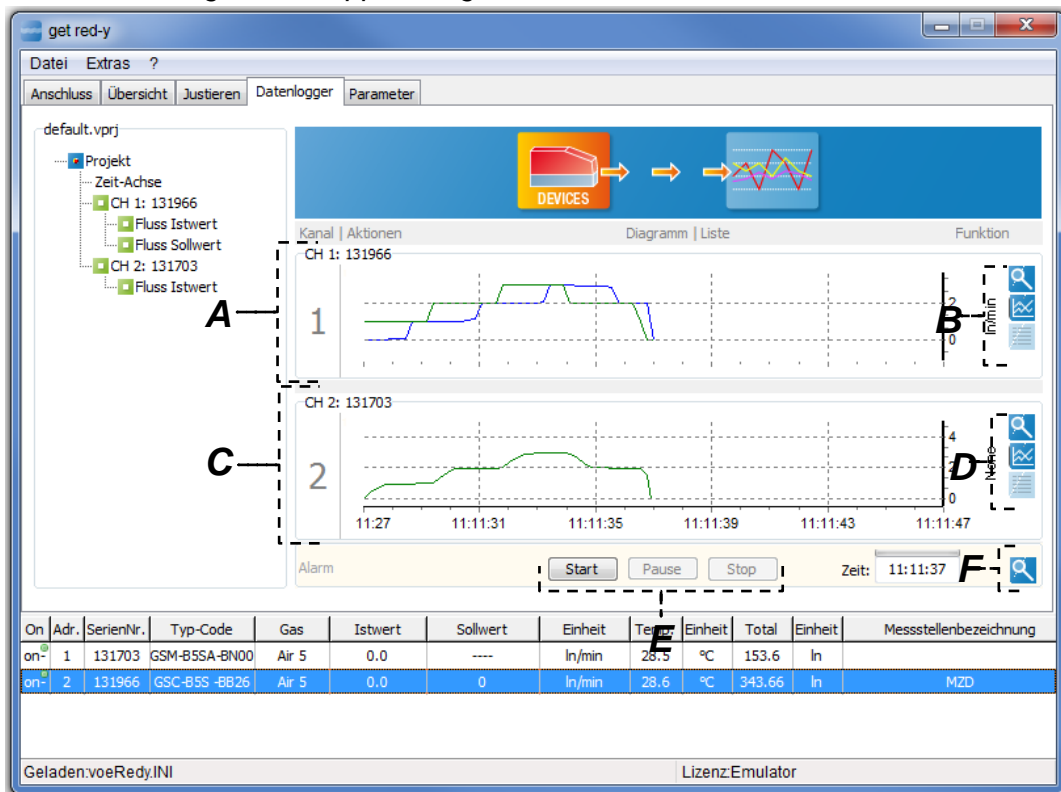 get red-y
Datei Extras ?
Anschluss Übersicht Justieren Datenlogger Parameter
default.vprj
Projekt
Zeit-Achse
CH 1: 131966
Fluss Istwert
Fluss Sollwert
CH 2: 131703
Fluss Istwert
DEVICES
Kanal | Aktionen Diagramm | Liste Funktion
CH 1: 131966
A
1
2
0
ln/min
B
CH 2: 131703
C
2
4
2
0
None
D
11:27 11:11:31 11:11:35 11:11:39 11:11:43 11:11:47
Alarm Start Pause Stop Zeit: 11:11:37 F
E
On Adr. SerienNr. Typ-Code Gas Istwert Sollwert Einheit Temp. Einheit Total Einheit Messstellenbezeichnung
on- 1 131703 GSM-B5SA-BN00 Air 5 0.0 ---- ln/min 28.5 °C 153.6 ln
on- 2 131966 GSC-B5S -BB26 Air 5 0.0 0 ln/min 28.6 °C 343.66 ln MZD
Geladen:voeRedy.INI Lizenz:Emulator